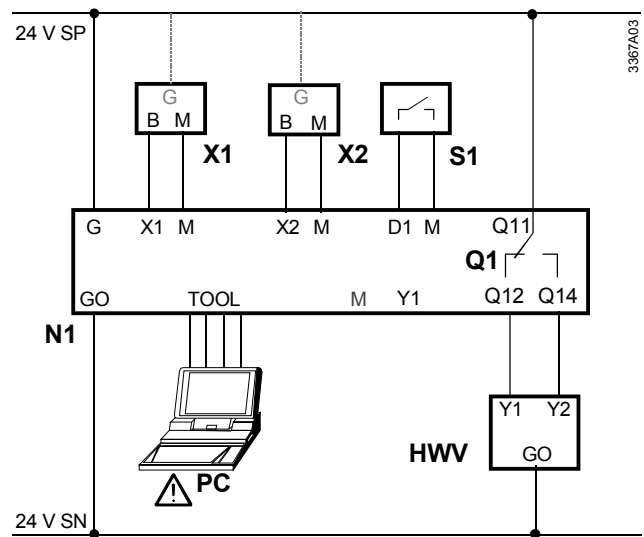 24 V SP
3367A03
G
B M
X1
G
B M
X2
S1
G X1 M X2 M D1 M Q11
Q1
GO TOOL M Y1 Q12 Q14
N1
Y1 Y2
GO
HWV
PC
24 V SN